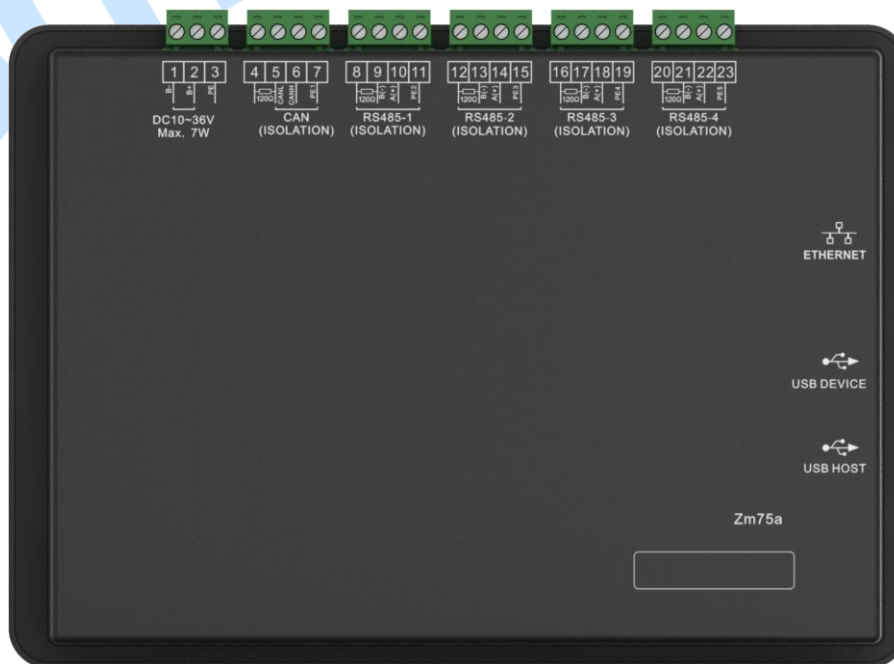 1 2 3 4 5 6 7 8 9 10 11 12 13 14 15 16 17 18 19 20 21 22 23
B- B+ PE 120Ω CANL CANH PE1 120Ω B(-) A(+) PE2 120Ω B(-) A(+) PE3 120Ω B(-) A(+) PE4 120Ω B(-) A(+) PE5
DC10~36V CAN RS485-1 RS485-2 RS485-3 RS485-4
Max. 7W (ISOLATION) (ISOLATION) (ISOLATION) (ISOLATION) (ISOLATION)
ETHERNET
USB DEVICE
USB HOST
Zm75a